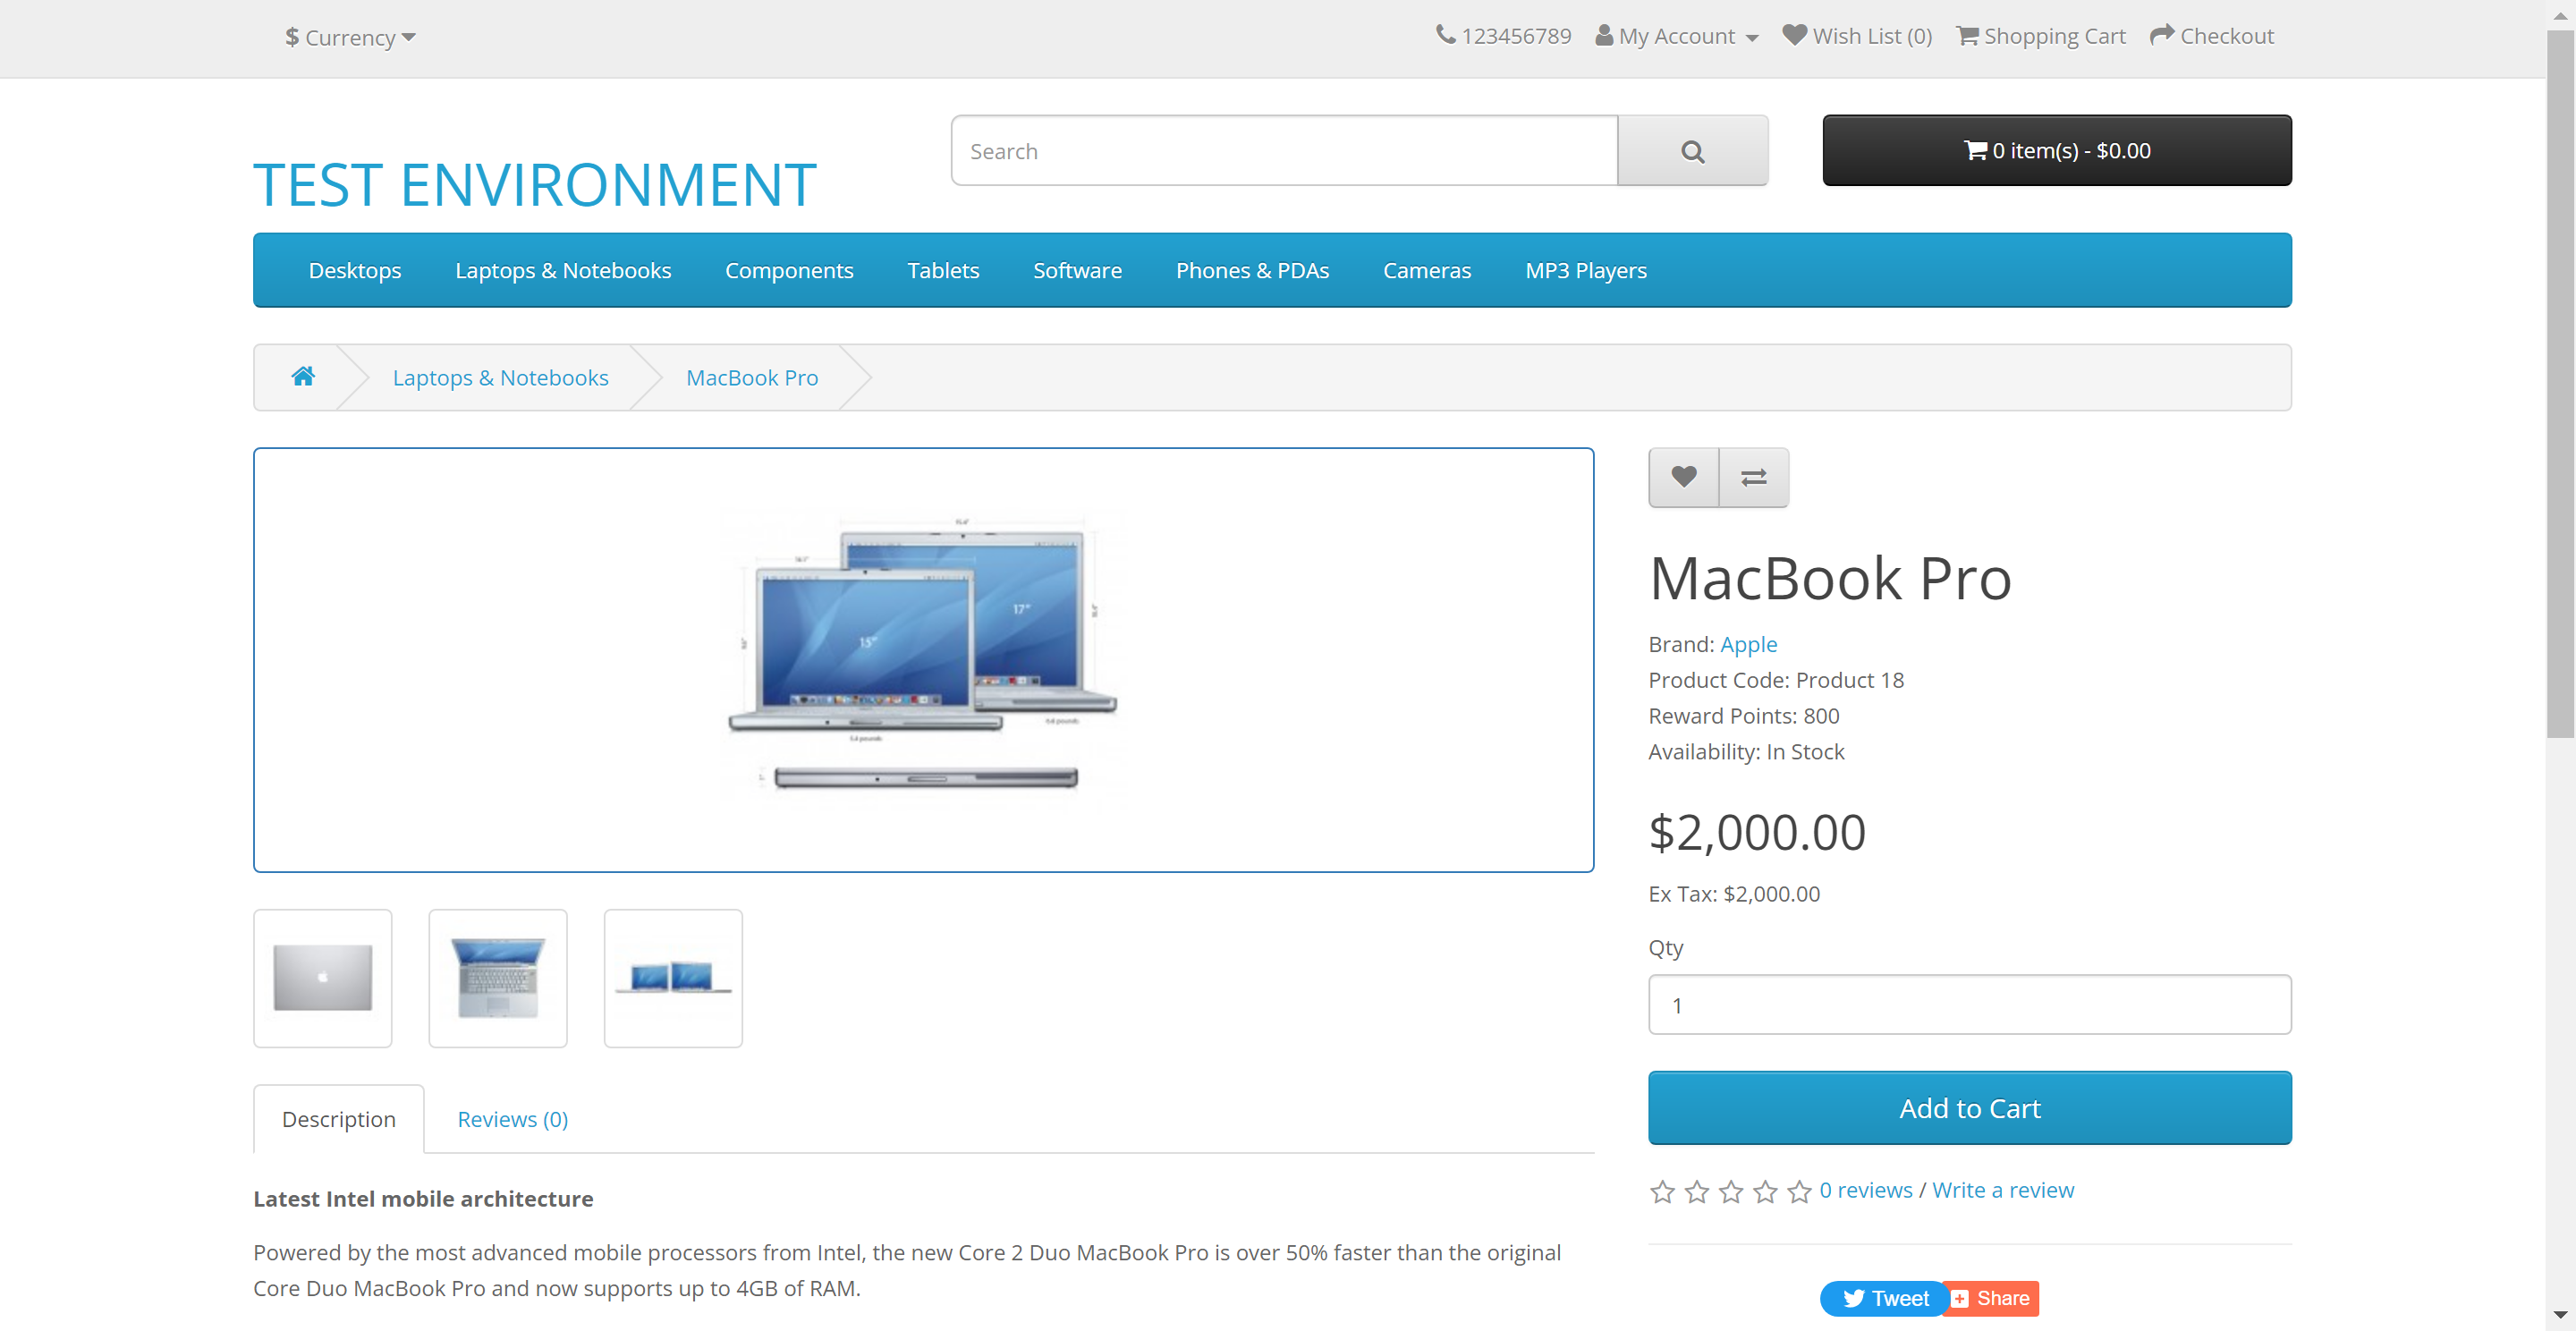 $ Currency
123456789 My Account Wish List (0) Shopping Cart Checkout
TEST ENVIRONMENT
Search
0 item(s) - $0.00
Desktops Laptops & Notebooks Components Tablets Software Phones & PDAs Cameras MP3 Players
Laptops & Notebooks MacBook Pro
17"
15"
MacBook Pro
Brand: Apple
Product Code: Product 18
Reward Points: 800
Availability: In Stock
$2,000.00
Ex Tax: $2,000.00
Qty
1
Add to Cart
0 reviews / Write a review
Tweet
Share
Description Reviews (0)
Latest Intel mobile architecture
Powered by the most advanced mobile processors from Intel, the new Core 2 Duo MacBook Pro is over 50% faster than the original
Core Duo MacBook Pro and now supports up to 4GB of RAM.